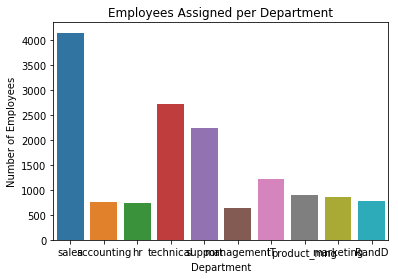 Employees Assigned per Department
Number of Employees
4000
3500
3000
2500
2000
1500
1000
500
0
sales accounting hr technical support management IT product_mng marketing RandD
Department